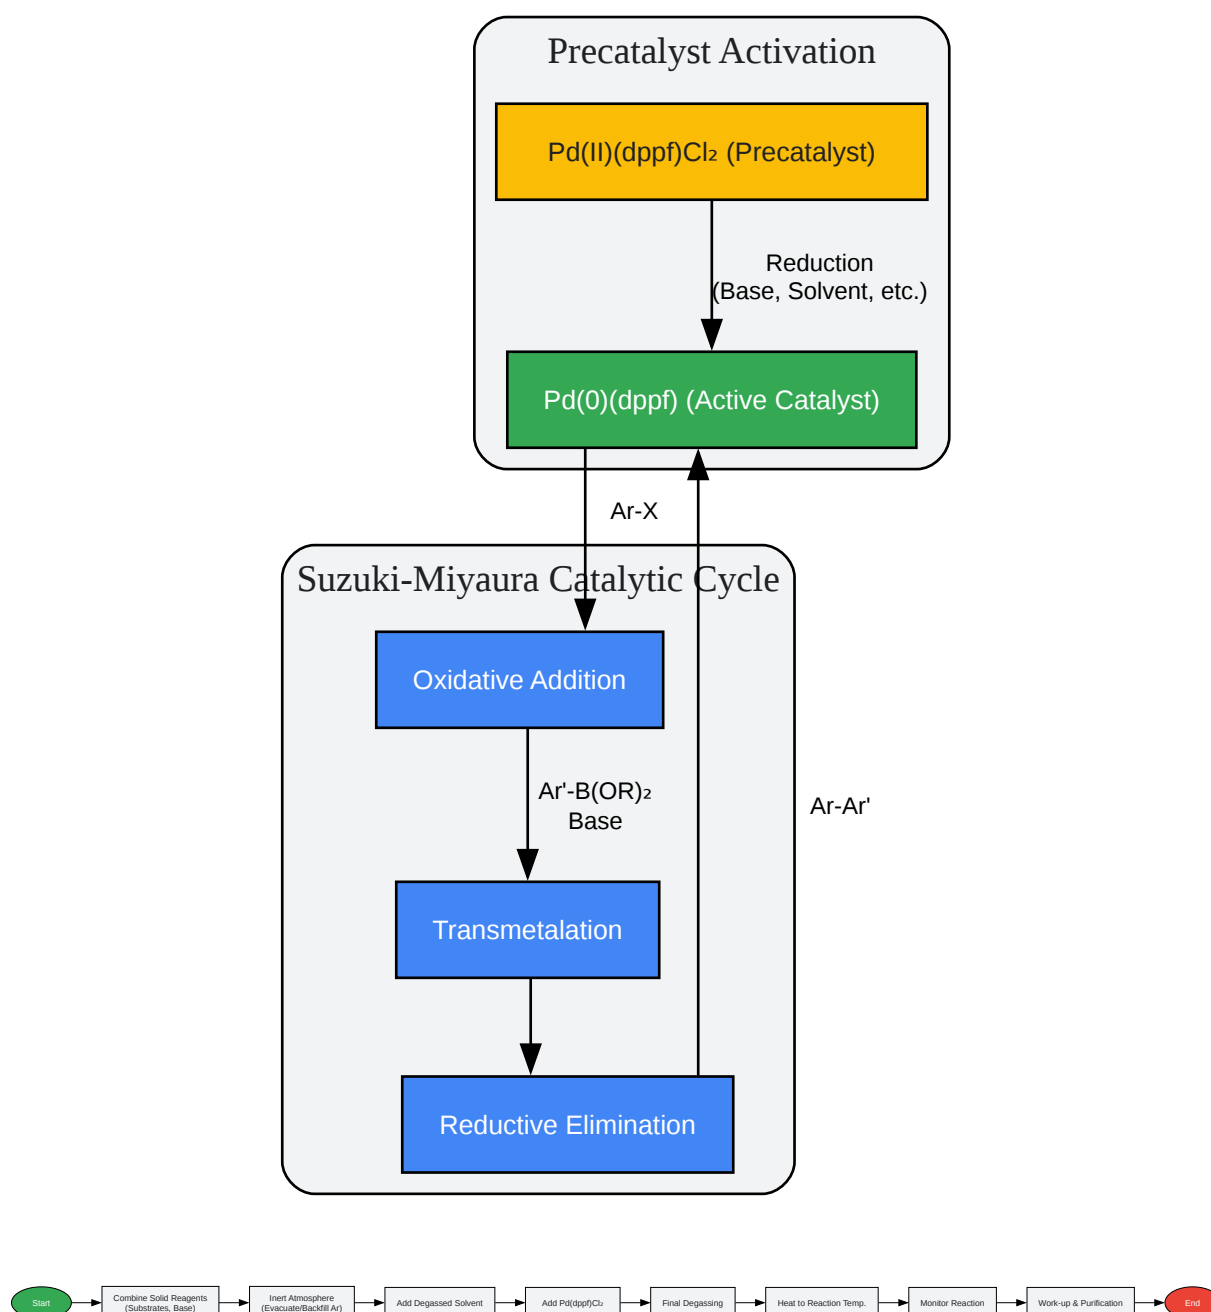 Precatalyst Activation
Pd(II)(dppf)Cl₂ (Precatalyst)
Reduction
(Base, Solvent, etc.)
Pd(0)(dppf) (Active Catalyst)
Ar-X
Suzuki-Miyaura Catalytic Cycle
Oxidative Addition
Ar'-B(OR)₂
Base
Ar-Ar'
Transmetalation
Reductive Elimination
Start
Combine Solid Reagents
(Substrates, Base)
Inert Atmosphere
(Evacuate/Backfill Ar)
Add Degassed Solvent
Add Pd(dppf)Cl₂
Final Degassing
Heat to Reaction Temp.
Monitor Reaction
Work-up & Purification
End